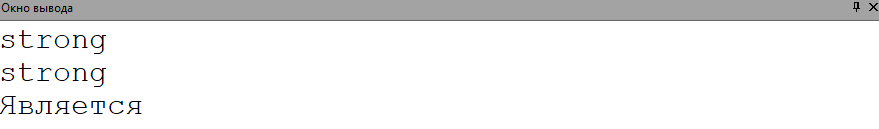 Окно вывода
strong
strong
Является